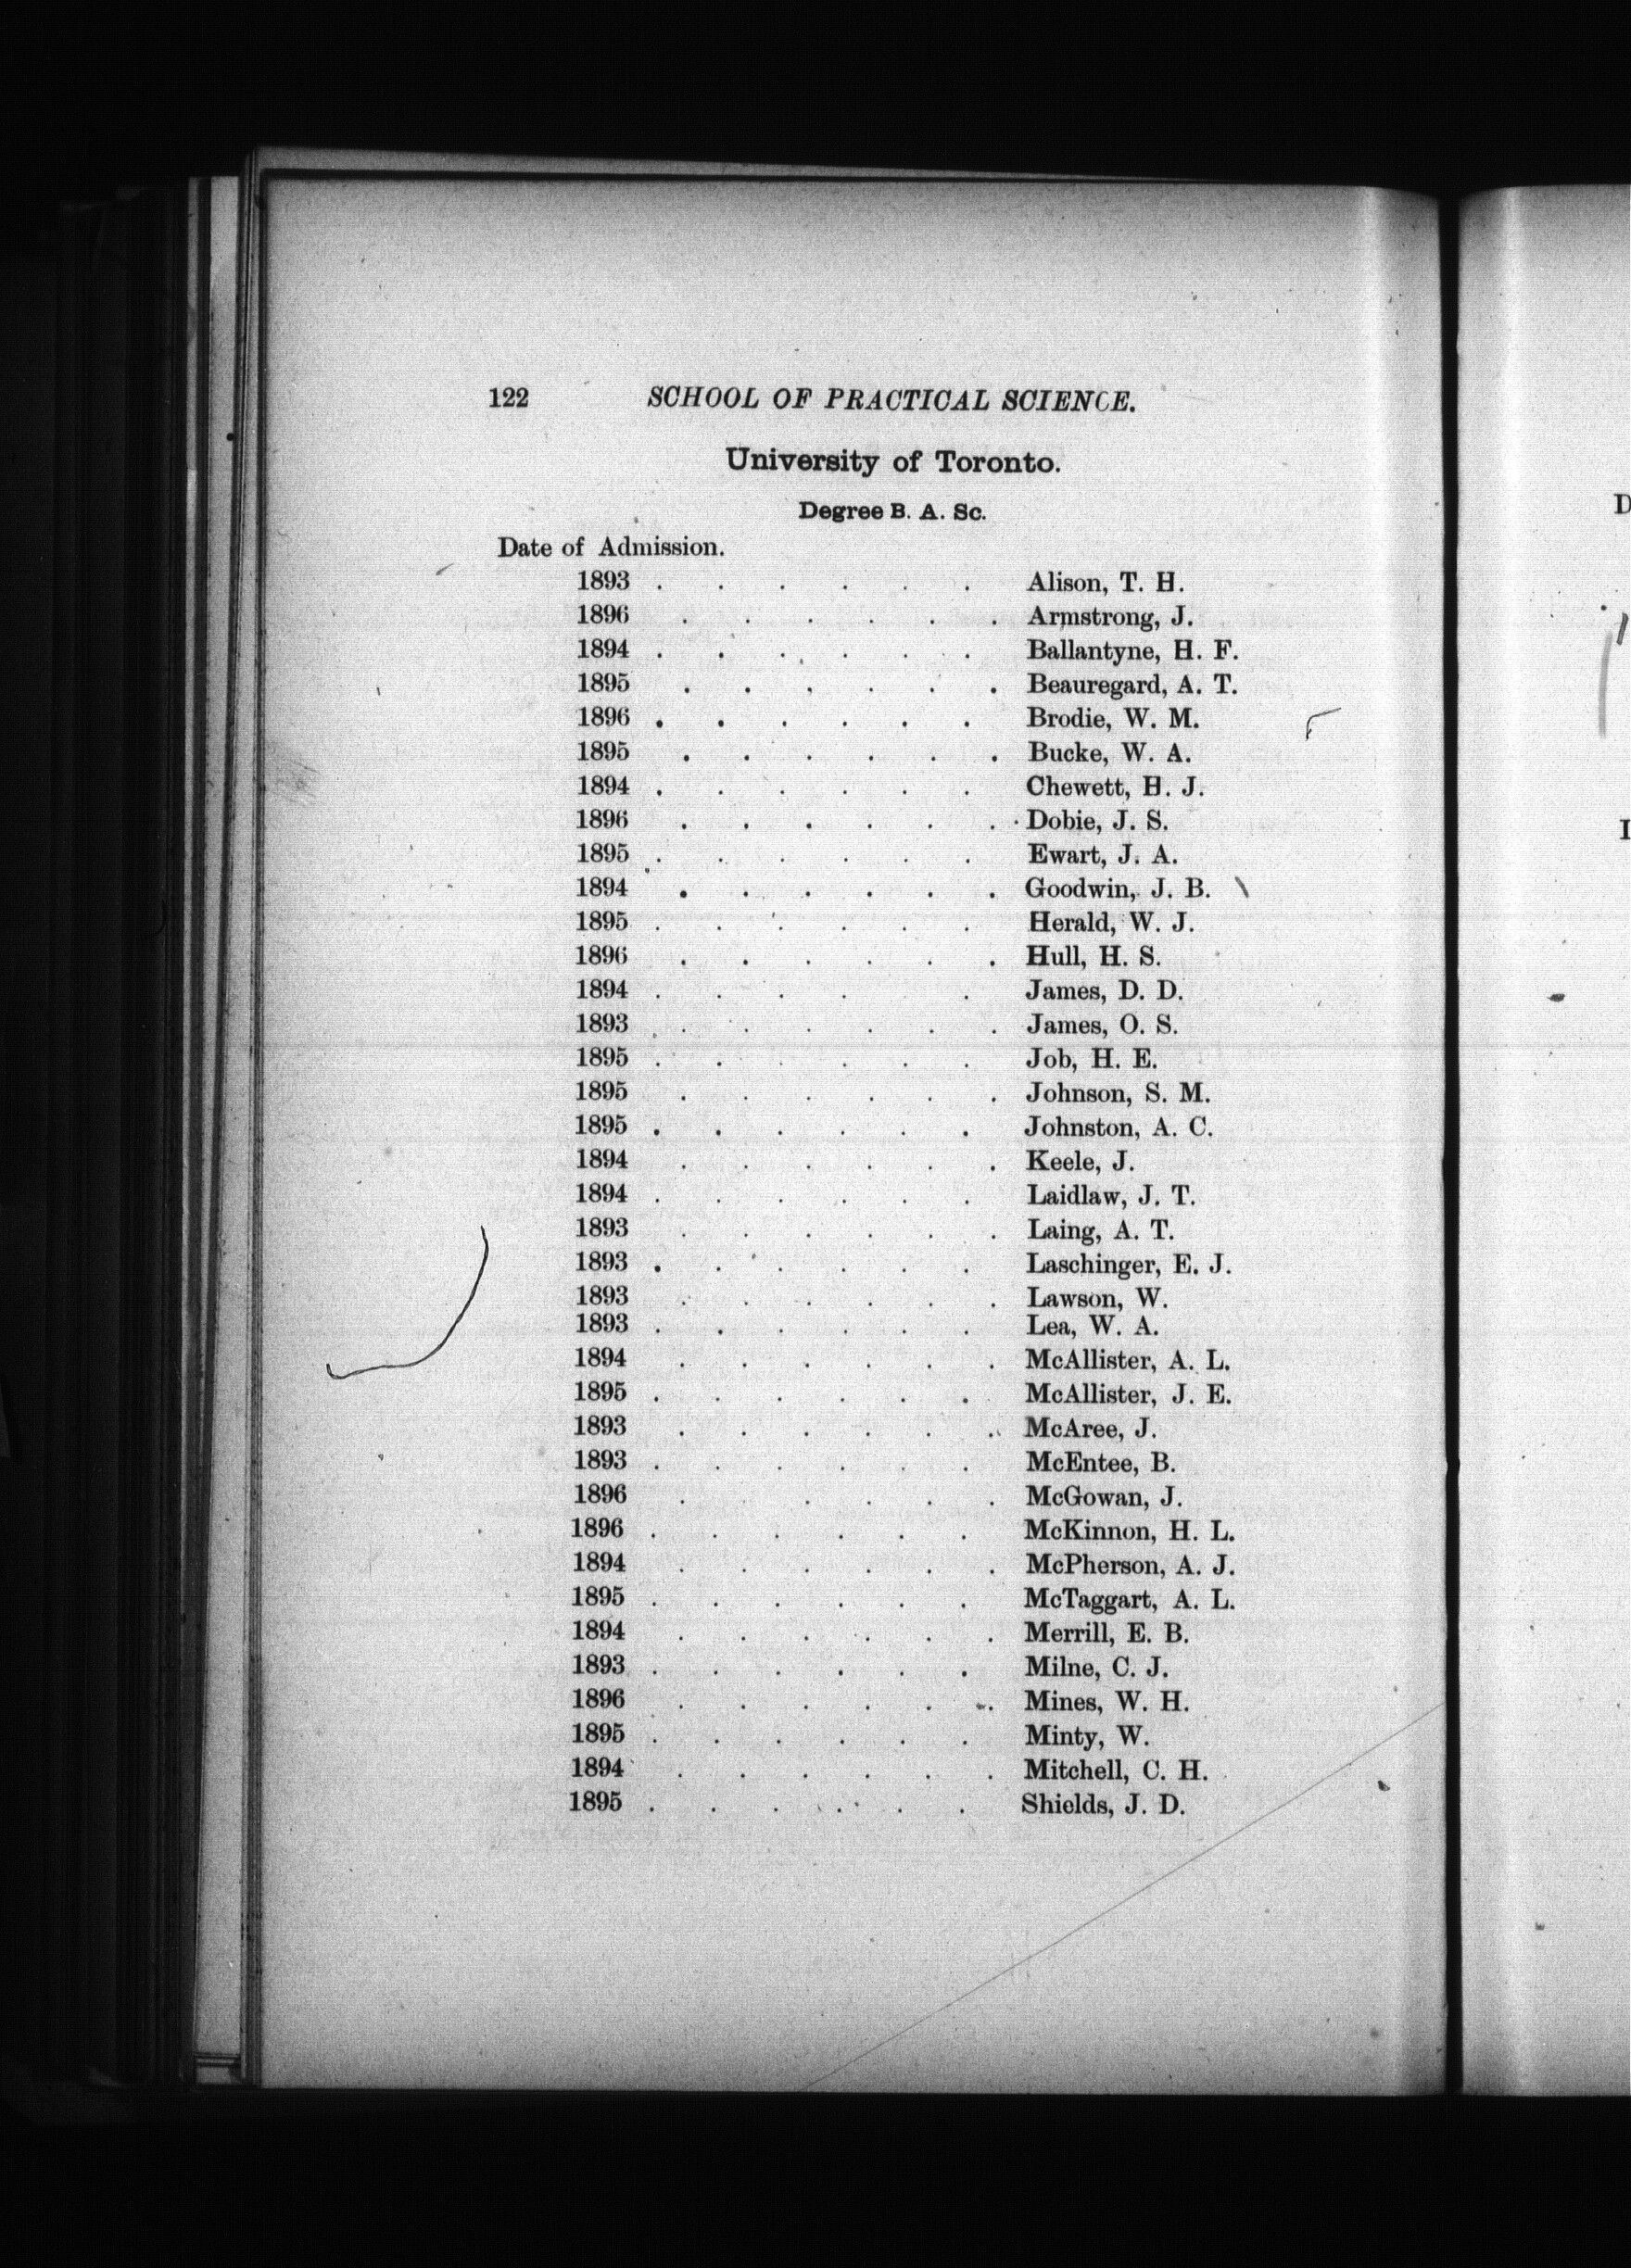 122 SCHOOL OF PRACTICAL SCIENCE.
University of Toronto.
Degree B. A. Sc.
Date of Admission.
1893 . . . . . . Alison, T. H.
1896 . . . . . . Armstrong, J.
1894 . . . . . . Ballantyne, H. F.
1895 . . . . . . Beauregard, A. T.
1896 . . . . . . Brodie, W. M.
1895 . . . . . . Bucke, W. A.
1894 . . . . . . Chewett, H. J.
1896 . . . . . . Dobie, J. S.
1895 . . . . . . Ewart, J. A.
1894 . . . . . . Goodwin, J. B.
1895 . . . . . . Herald, W. J.
1896 . . . . . . Hull, H. S.
1894 . . . . . James, D. D.
1893 . . . . . . James, O. S.
1895 . . . . . . Job, H. E.
1895 . . . . . . Johnson, S. M.
1895 . . . . . . Johnston, A. C.
1894 . . . . . . Keele, J.
1894 . . . . . . Laidlaw, J. T.
1893 . . . . . . Laing, A. T.
1893 . . . . . . Laschinger, E. J.
1893 . . . . . . Lawson, W.
1893 . . . . . . Lea, W. A.
1894 . . . . . . McAllister, A. L.
1895 . . . . . . McAllister, J. E.
1893 . . . . . . McAree, J.
1893 . . . . . . McEntee, B.
1896 . . . . . . McGowan, J.
1896 . . . . . . McKinnon, H. L.
1894 . . . . . . McPherson, A. J.
1895 . . . . . . McTaggart, A. L.
1894 . . . . . . Merrill, E. B.
1893 . . . . . . Milne, C. J.
1896 . . . . . . Mines, W. H.
1895 . . . . . . Minty, W.
1894 . . . . . . Mitchell, C. H.
1895 . . . . . . Shields, J. D.